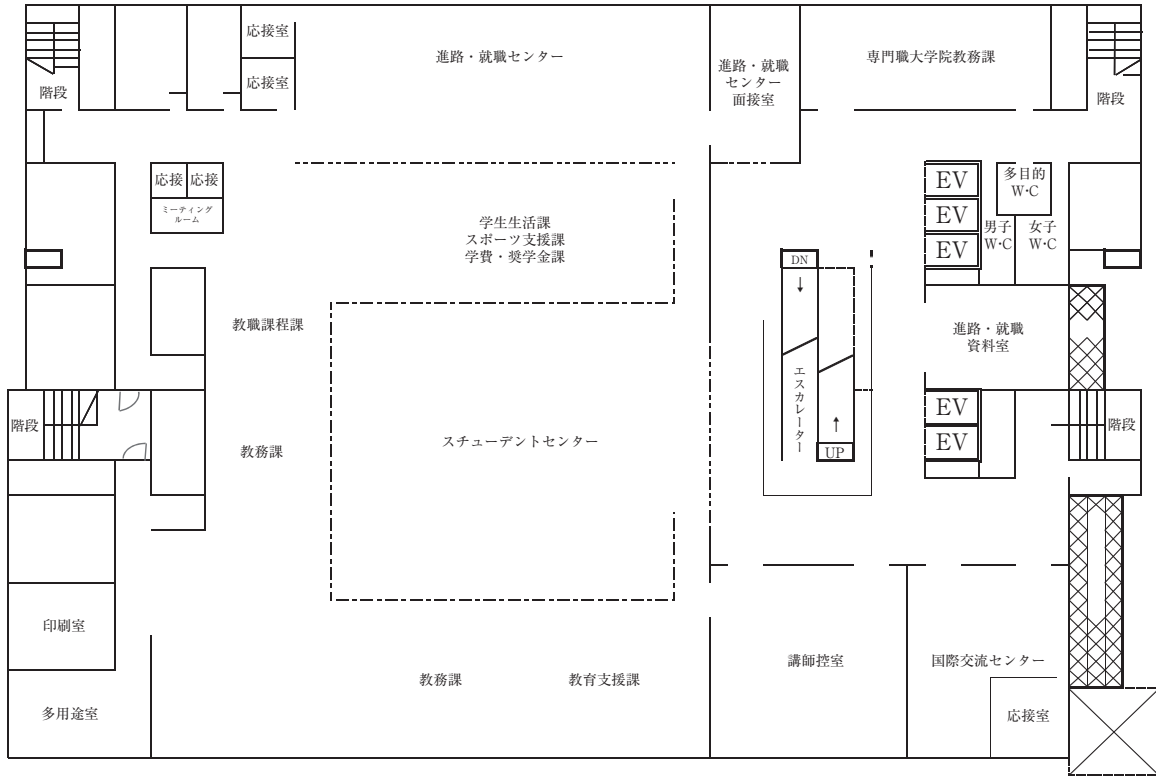 応接室
進路・就職センター
専門職大学院教務課
進路・就職
センター
面接室
応接室
階段
階段
応接
応接
ミーティング
ルーム
EV
多目的
W・C
EV
学生生活課
スポーツ支援課
学費・奨学金課
男子
W・C
女子
W・C
EV
DN
↓
教職課程課
進路・就職
資料室
エスカレーター
EV
階段
教務課
スチューデントセンター
↑
UP
EV
階段
印刷室
講師控室
国際交流センター
教務課
教育支援課
多用途室
応接室